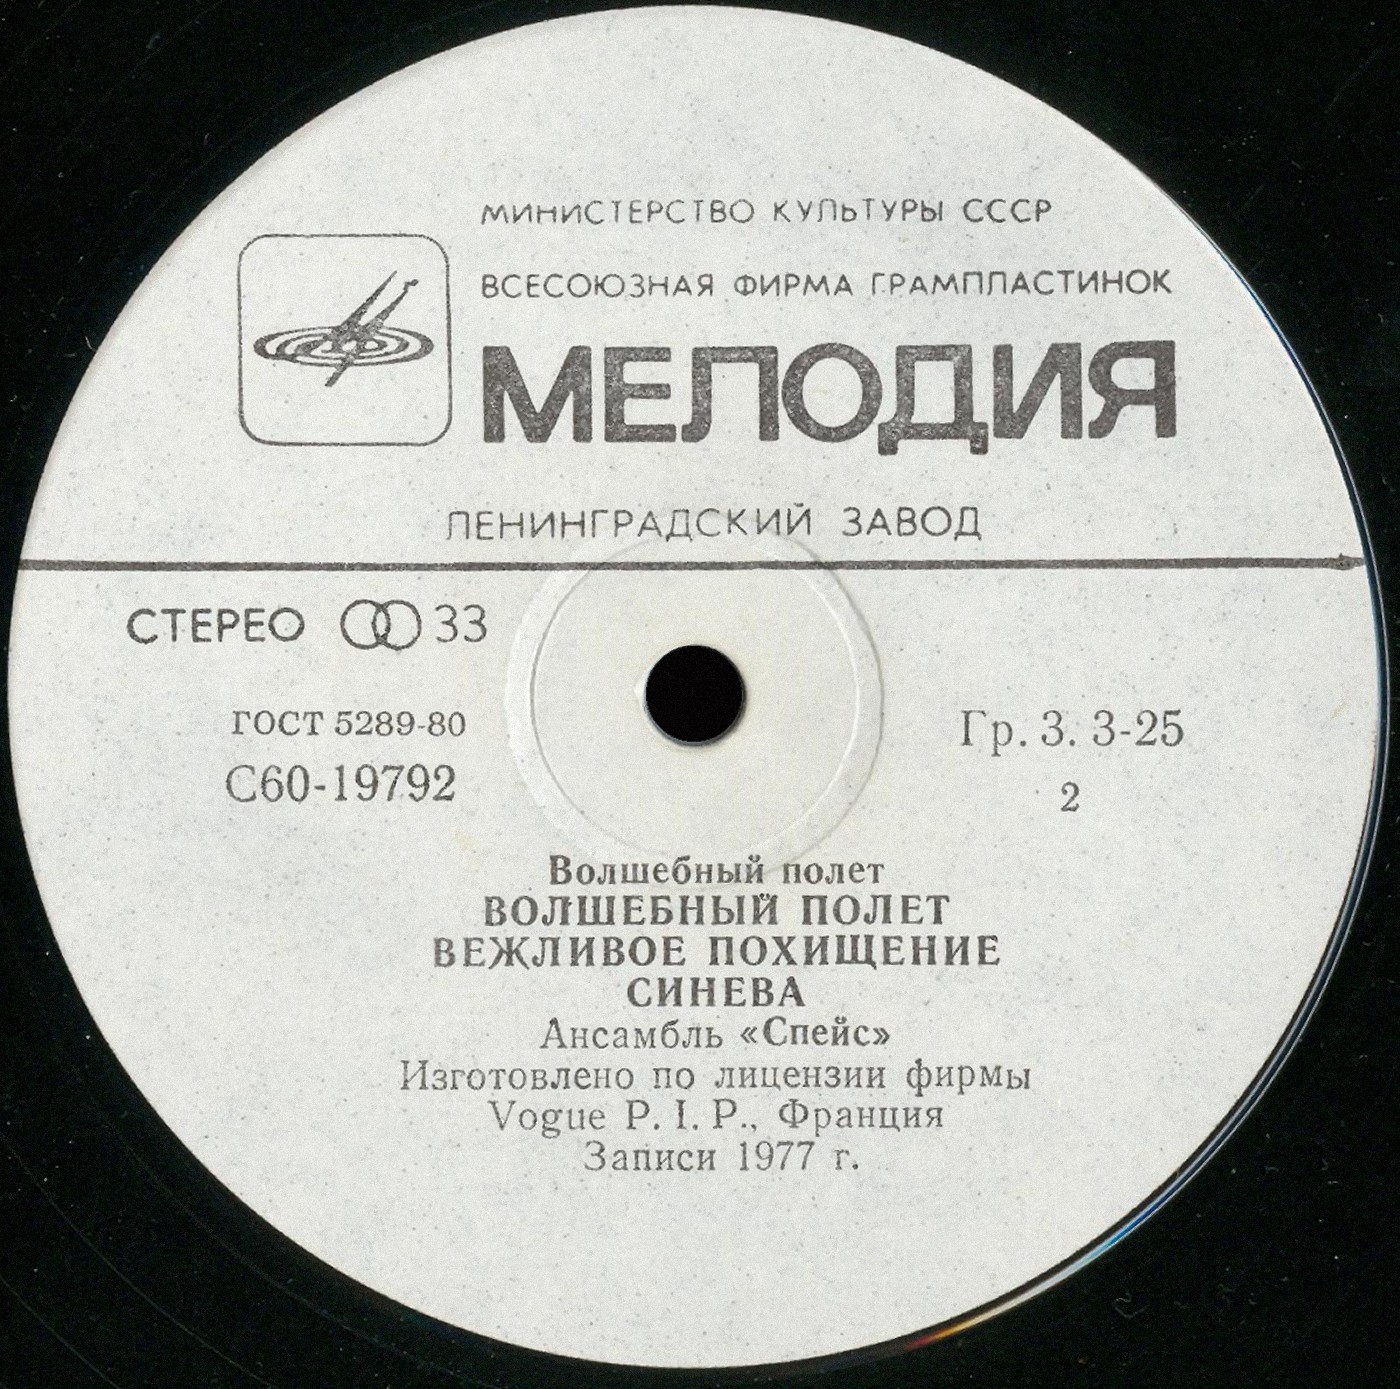 МИНИСТЕРСТВО КУЛЬТУРЫ СССР
ВСЕСОЮЗНАЯ ФИРМА ГРАМПЛАСТИНОК
МЕЛОДИЯ
ЛЕНИНГРАДСКИЙ ЗАВОД
СТЕРЕО 33
ГОСТ 5289-80
С60-19792
Гр. 3. 3-25
2
Волшебный полет
ВОЛШЕБНЫЙ ПОЛЕТ
ВЕЖЛИВОЕ ПОХИЩЕНИЕ
СИНЕВА
Ансамбль «Спейс»
Изготовлено по лицензии фирмы
Vogue P. I. P., Франция
Записи 1977 г.